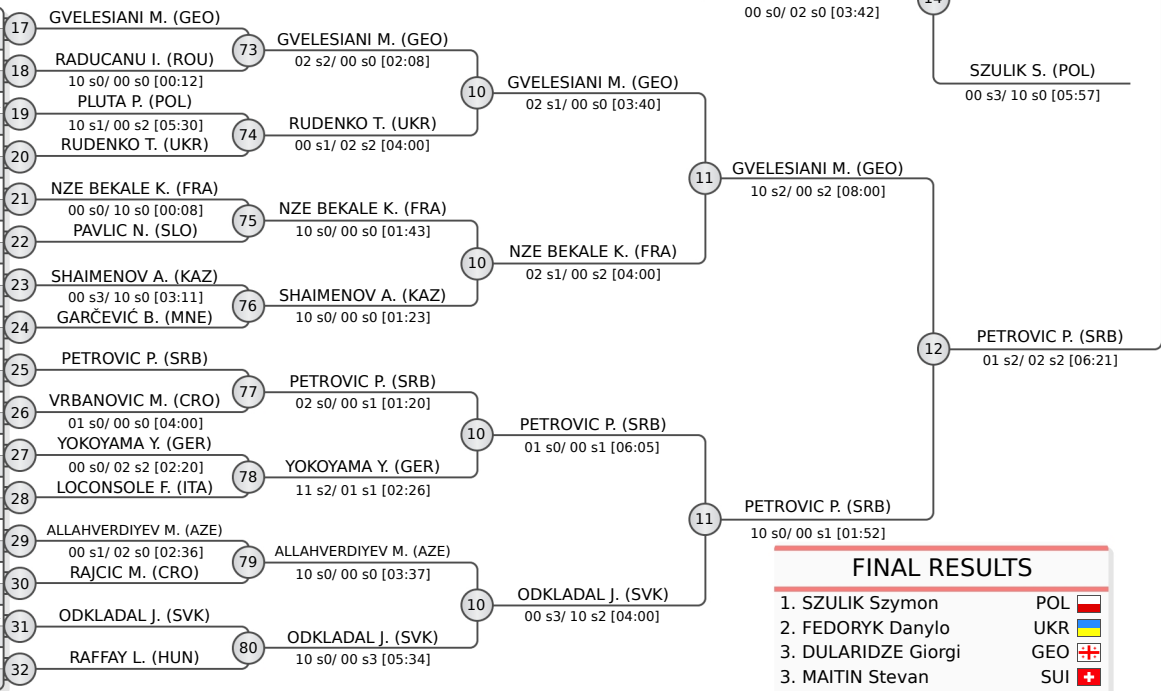 17
GVELESIANI M. (GEO)
18
RADUCANU I. (ROU)
10 s0/ 00 s0 [00:12]
19
PLUTA P. (POL)
10 s1/ 00 s2 [05:30]
20
RUDENKO T. (UKR)
21
NZE BEKALE K. (FRA)
00 s0/ 10 s0 [00:08]
22
PAVLIC N. (SLO)
23
SHAIMENOV A. (KAZ)
00 s3/ 10 s0 [03:11]
24
GARČEVIĆ B. (MNE)
25
PETROVIC P. (SRB)
26
VRBANOVIC M. (CRO)
01 s0/ 00 s0 [04:00]
27
YOKOYAMA Y. (GER)
00 s0/ 02 s2 [02:20]
28
LOCONSOLE F. (ITA)
29
ALLAHVERDIYEV M. (AZE)
00 s1/ 02 s0 [02:36]
30
RAJCIC M. (CRO)
31
ODKLADAL J. (SVK)
32
RAFFAY L. (HUN)
73
GVELESIANI M. (GEO)
02 s2/ 00 s0 [02:08]
74
RUDENKO T. (UKR)
00 s1/ 02 s2 [04:00]
75
NZE BEKALE K. (FRA)
10 s0/ 00 s0 [01:43]
76
SHAIMENOV A. (KAZ)
10 s0/ 00 s0 [01:23]
77
PETROVIC P. (SRB)
02 s0/ 00 s1 [01:20]
78
YOKOYAMA Y. (GER)
11 s2/ 01 s1 [02:26]
79
ALLAHVERDIYEV M. (AZE)
10 s0/ 00 s0 [03:37]
80
ODKLADAL J. (SVK)
10 s0/ 00 s3 [05:34]
10
GVELESIANI M. (GEO)
02 s1/ 00 s0 [03:40]
10
NZE BEKALE K. (FRA)
02 s1/ 00 s2 [04:00]
10
PETROVIC P. (SRB)
01 s0/ 00 s1 [06:05]
10
ODKLADAL J. (SVK)
00 s3/ 10 s2 [04:00]
11
GVELESIANI M. (GEO)
10 s2/ 00 s2 [08:00]
11
PETROVIC P. (SRB)
10 s0/ 00 s1 [01:52]
12
PETROVIC P. (SRB)
01 s2/ 02 s2 [06:21]
00 s0/ 02 s0 [03:42]
SZULIK S. (POL)
00 s3/ 10 s0 [05:57]
FINAL RESULTS
1. SZULIK Szymon POL
2. FEDORYK Danylo UKR
3. DULARIDZE Giorgi GEO
3. MAITIN Stevan SUI